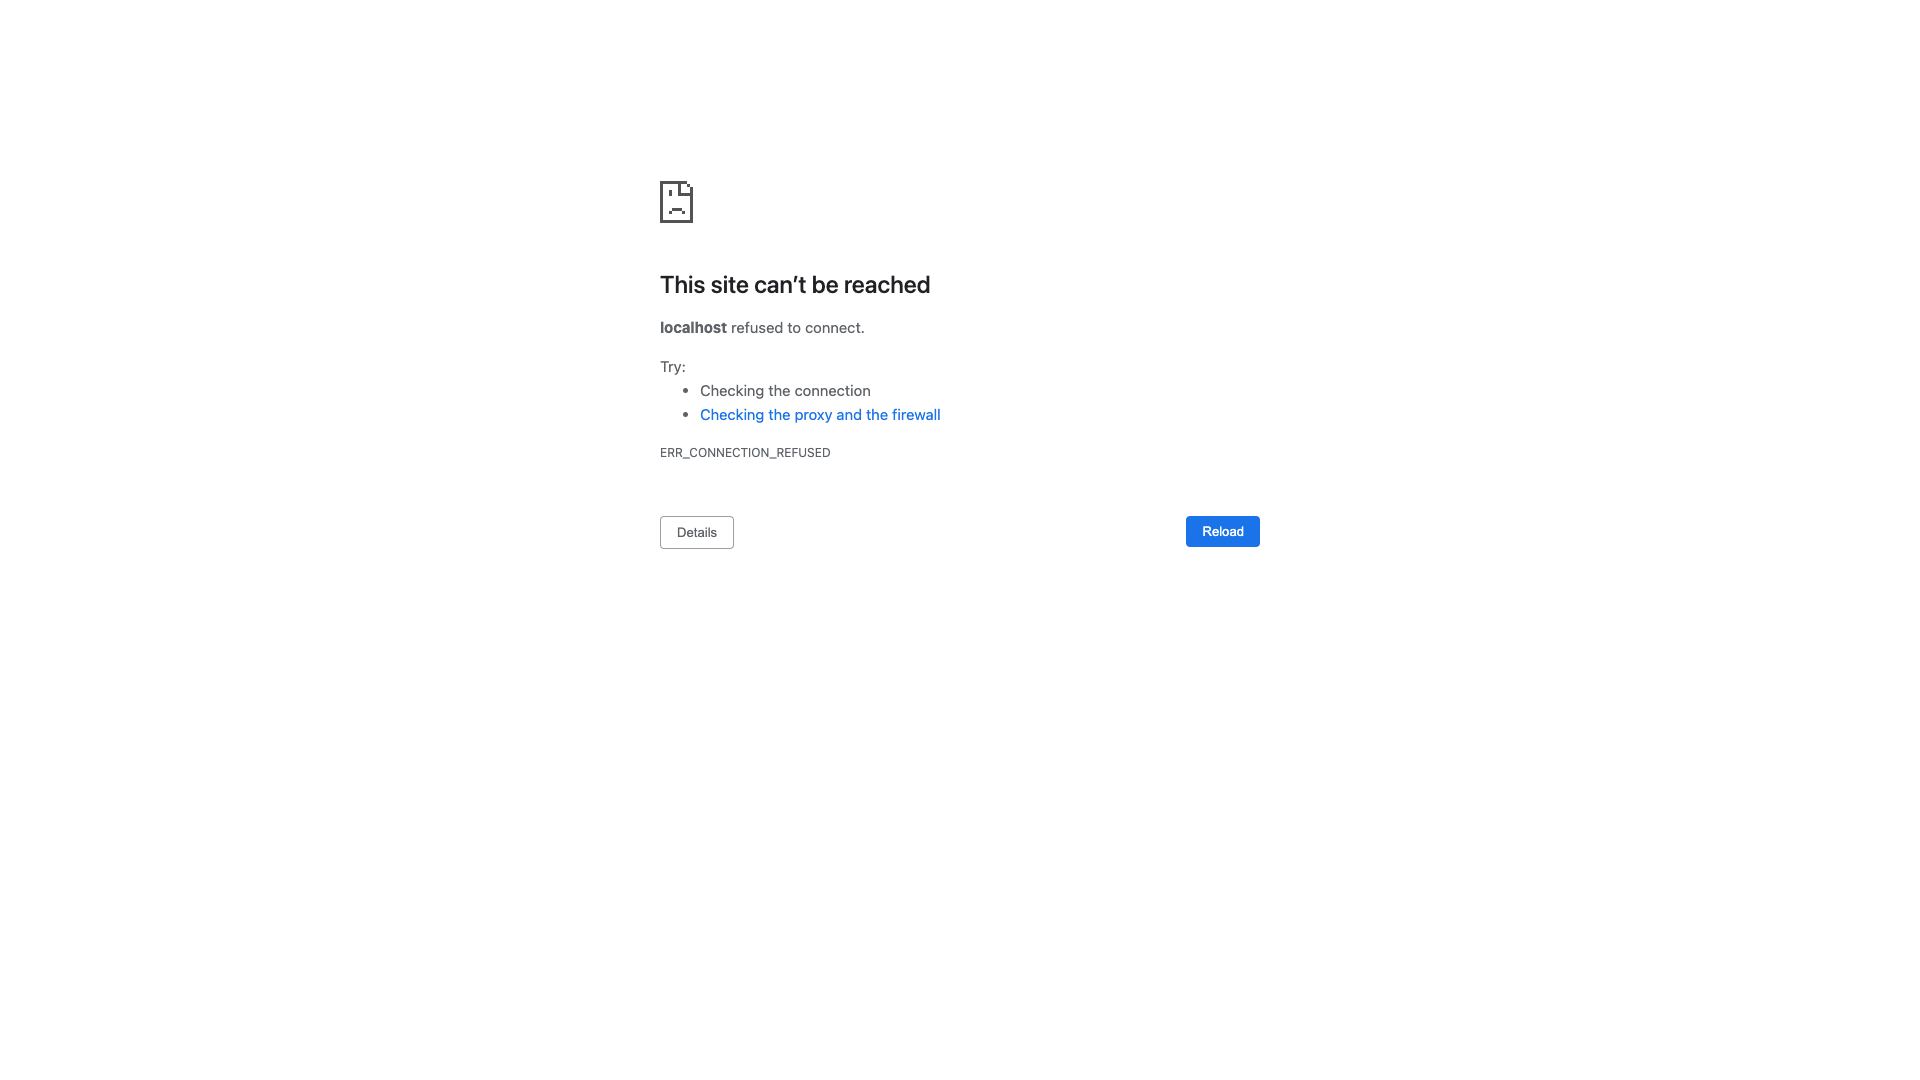 This site can’t be reached
localhost refused to connect.
Try:
• Checking the connection
• Checking the proxy and the firewall
ERR_CONNECTION_REFUSED
Details
Reload